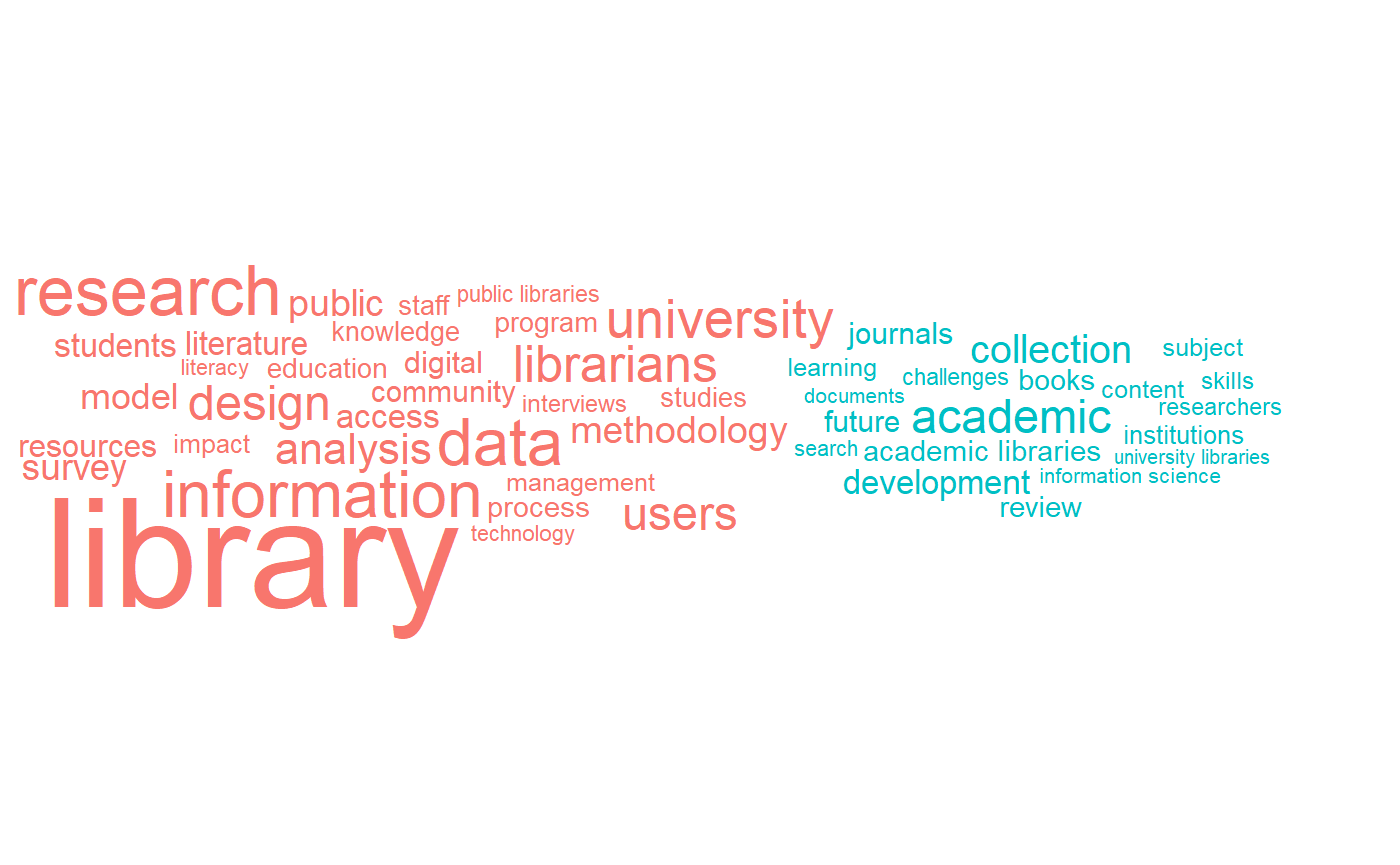 research
public
staff
public libraries
university
students
literature
knowledge
program
journals
collection
subject
literacy
education
digital
librarians
learning
challenges
books
content
skills
model
design
community
access
interviews
studies
documents
future
academic
researchers
resources
survey
impact
analysis
data
methodology
search
academic libraries
institutions
university libraries
information
management
process
users
development
information science
review
technology
library